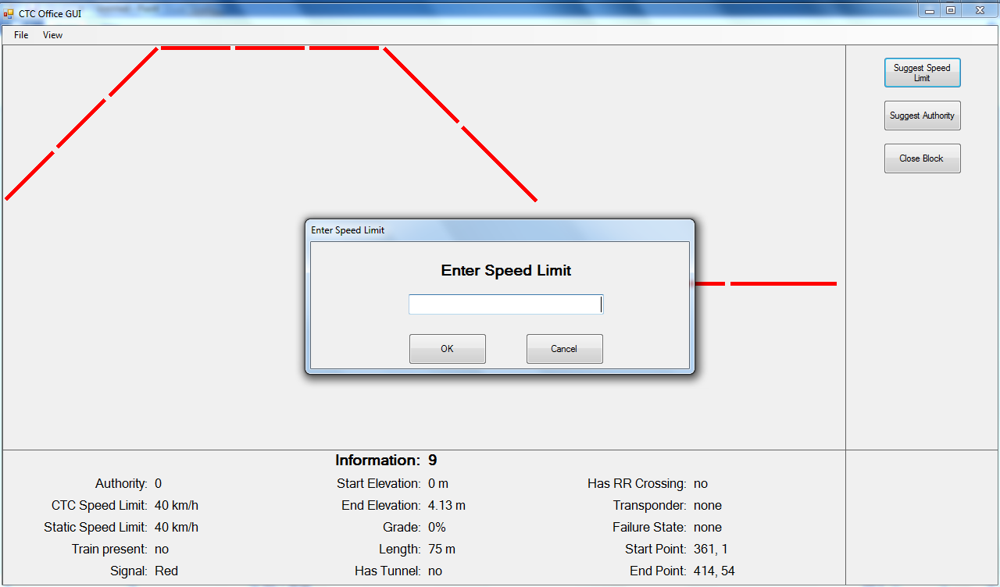 CTC Office GUI
File View
Suggest Speed
Limit
Suggest Authority
Close Block
Enter Speed Limit
Enter Speed Limit
OK Cancel
Information: 9
Authority: 0 Start Elevation: 0 m Has RR Crossing: no
CTC Speed Limit: 40 km/h End Elevation: 4.13 m Transponder: none
Static Speed Limit: 40 km/h Grade: 0% Failure State: none
Train present: no Length: 75 m Start Point: 361, 1
Signal: Red Has Tunnel: no End Point: 414, 54